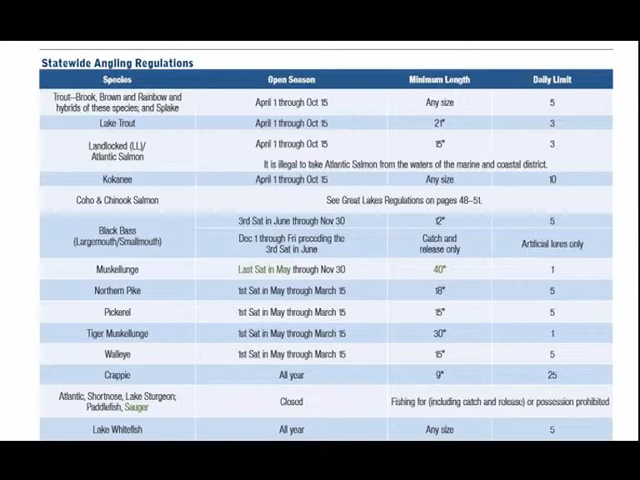 Statewide Angling Regulations
Species Open Season Minimum Length Daily Limit
Trout—Brook, Brown and Rainbow and
hybrids of these species; and Splake April 1 through Oct 15 Any size 5
Lake Trout April 1 through Oct 15 21" 3
Landlocked (LL)/
Atlantic Salmon April 1 through Oct 15 15" 3
It is illegal to take Atlantic Salmon from the waters of the marine and coastal district.
Kokanee April 1 through Oct 15 Any size 10
Coho & Chinook Salmon See Great Lakes Regulations on pages 48–51.
Black Bass
(Largemouth/Smallmouth) 3rd Sat in June through Nov 30 12" 5
Dec 1 through Fri preceding the
3rd Sat in June Catch and
release only Artificial lures only
Muskellunge Last Sat in May through Nov 30 40" 1
Northern Pike 1st Sat in May through March 15 18" 5
Pickerel 1st Sat in May through March 15 15" 5
Tiger Muskellunge 1st Sat in May through March 15 30" 1
Walleye 1st Sat in May through March 15 15" 5
Crappie All year 9" 25
Atlantic, Shortnose, Lake Sturgeon;
Paddlefish, Sauger Closed Fishing for (including catch and release) or possession prohibited
Lake Whitefish All year Any size 5